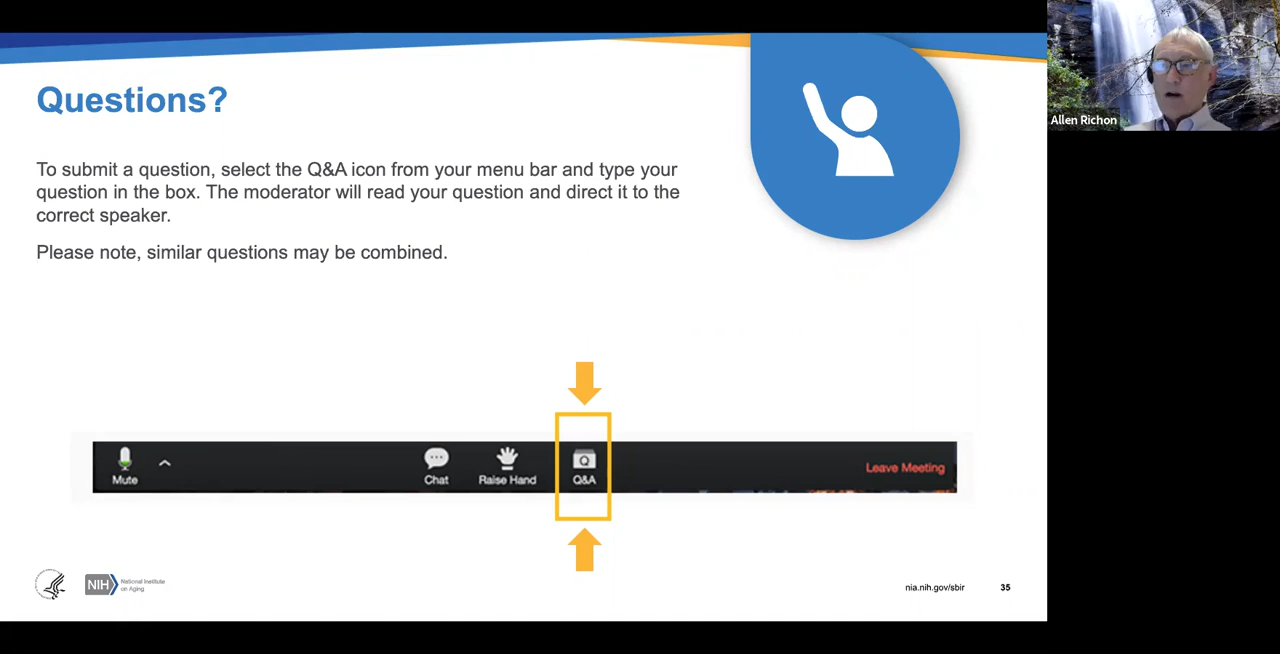 Questions?
To submit a question, select the Q&A icon from your menu bar and type your
question in the box. The moderator will read your question and direct it to the
correct speaker.
Please note, similar questions may be combined.
Allen Richon
Mute
Chat
Raise Hand
Q
Q&A
Leave Meeting
NIH
National Institute
on Aging
nia.nih.gov/sbir
35